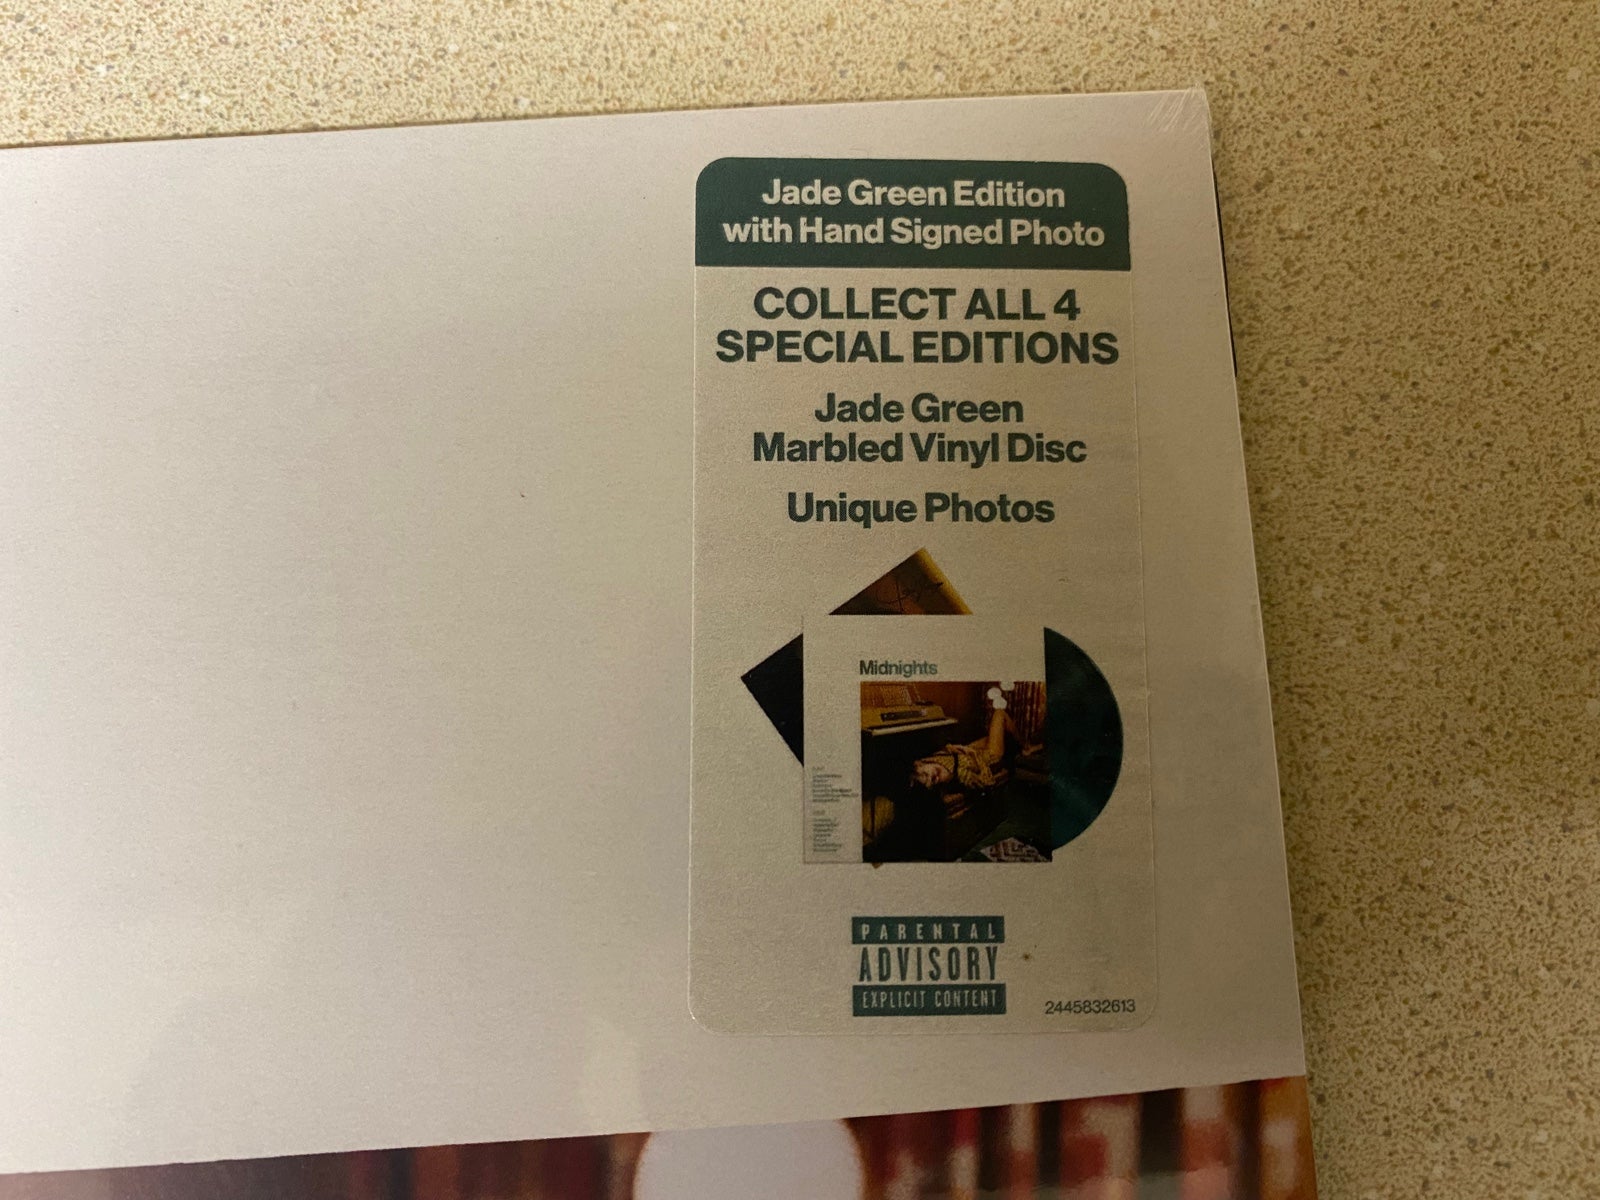 Jade Green Edition
with Hand Signed Photo
COLLECT ALL 4
SPECIAL EDITIONS
Jade Green
Marbled Vinyl Disc
Unique Photos
Midnights
PARENTAL
ADVISORY
EXPLICIT CONTENT
2445832613